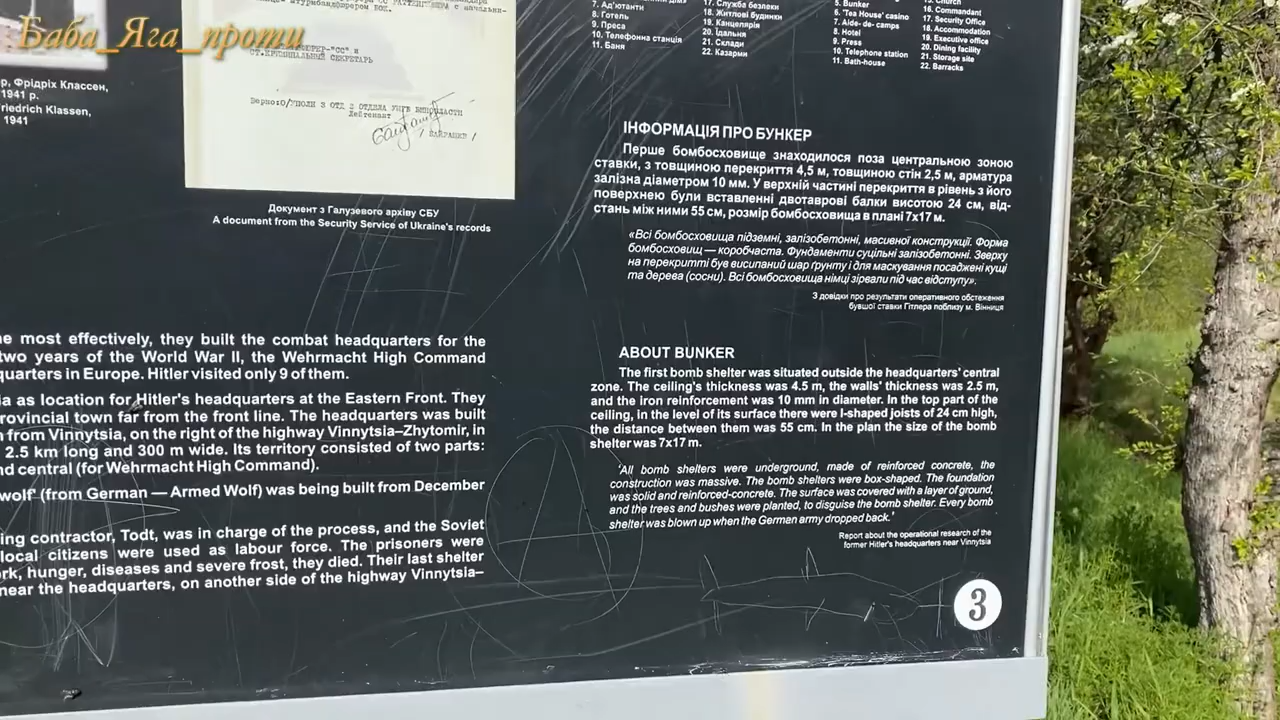 Баба_Яга_проти
р, Фрідріх Классен,
1941 р.
riedrich Klassen,
1941
СТ.КРИМИНАЛЬНЫЙ СЕКРЕТАРЬ
Лейтенант
Документ з Галузевого архіву СБУ
A document from the Security Service of Ukraine's records
7. Ад'ютанти
8. Готель
9. Преса
10. Телефонна станція
11. Баня
17. Служба безпеки
18. Житлові будинки
19. Канцелярія
20. Їдальня
21. Склади
22. Казарми
5. Bunker
6. "Tea House" casino
7. Aide- de- camps
8. Hotel
9. Press
10. Telephone station
11. Bath-house
15. Church
16. Commandant
17. Security Office
18. Accommodation
19. Executive office
20. Dining facility
21. Storage site
22. Barracks
ІНФОРМАЦІЯ ПРО БУНКЕР
Перше бомбосховище знаходилося поза центральною зоною
ставки, з товщиною перекриття 4,5 м, товщиною стін 2,5 м, арматура
залізна діаметром 10 мм. У верхній частині перекриття в рівень з його
поверхнею були вставленні двотаврові балки висотою 24 см, від-
стань між ними 55 см, розмір бомбосховища в плані 7х17 м.
«Всі бомбосховища підземні, залізобетонні, масивної конструкції. Форма
бомбосховищ — коробчаста. Фундаменти суцільні залізобетонні. Зверху
на перекритті був висипаний шар ґрунту і для маскування посаджені кущі
та дерева (сосни). Всі бомбосховища німці зірвали під час відступу».
З довідки про результати оперативного обстеження
бувшої ставки Гітлера поблизу м. Вінниця
ne most effectively, they built the combat headquarters for the
two years of the World War II, the Wehrmacht High Command
quarters in Europe. Hitler visited only 9 of them.
ia as location for Hitler's headquarters at the Eastern Front. They
rovincial town far from the front line. The headquarters was built
n from Vinnytsia, on the right of the highway Vinnytsia–Zhytomir, in
2.5 km long and 300 m wide. Its territory consisted of two parts:
nd central (for Wehrmacht High Command).
wolf" (from German — Armed Wolf) was being built from December
ing contractor, Todt, was in charge of the process, and the Soviet
local citizens were used as labour force. The prisoners were
rk, hunger, diseases and severe frost, they died. Their last shelter
near the headquarters, on another side of the highway Vinnytsia–
ABOUT BUNKER
The first bomb shelter was situated outside the headquarters' central
zone. The ceiling's thickness was 4.5 m, the walls' thickness was 2.5 m,
and the iron reinforcement was 10 mm in diameter. In the top part of the
ceiling, in the level of its surface there were I-shaped joists of 24 cm high,
the distance between them was 55 cm. In the plan the size of the bomb
shelter was 7x17 m.
"All bomb shelters were underground, made of reinforced concrete, the
construction was massive. The bomb shelters were box-shaped. The foundation
was solid and reinforced-concrete. The surface was covered with a layer of ground,
and the trees and bushes were planted, to disguise the bomb shelter. Every bomb
shelter was blown up when the German army dropped back."
Report about the operational research of the
former Hitler's headquarters near Vinnytsia
3